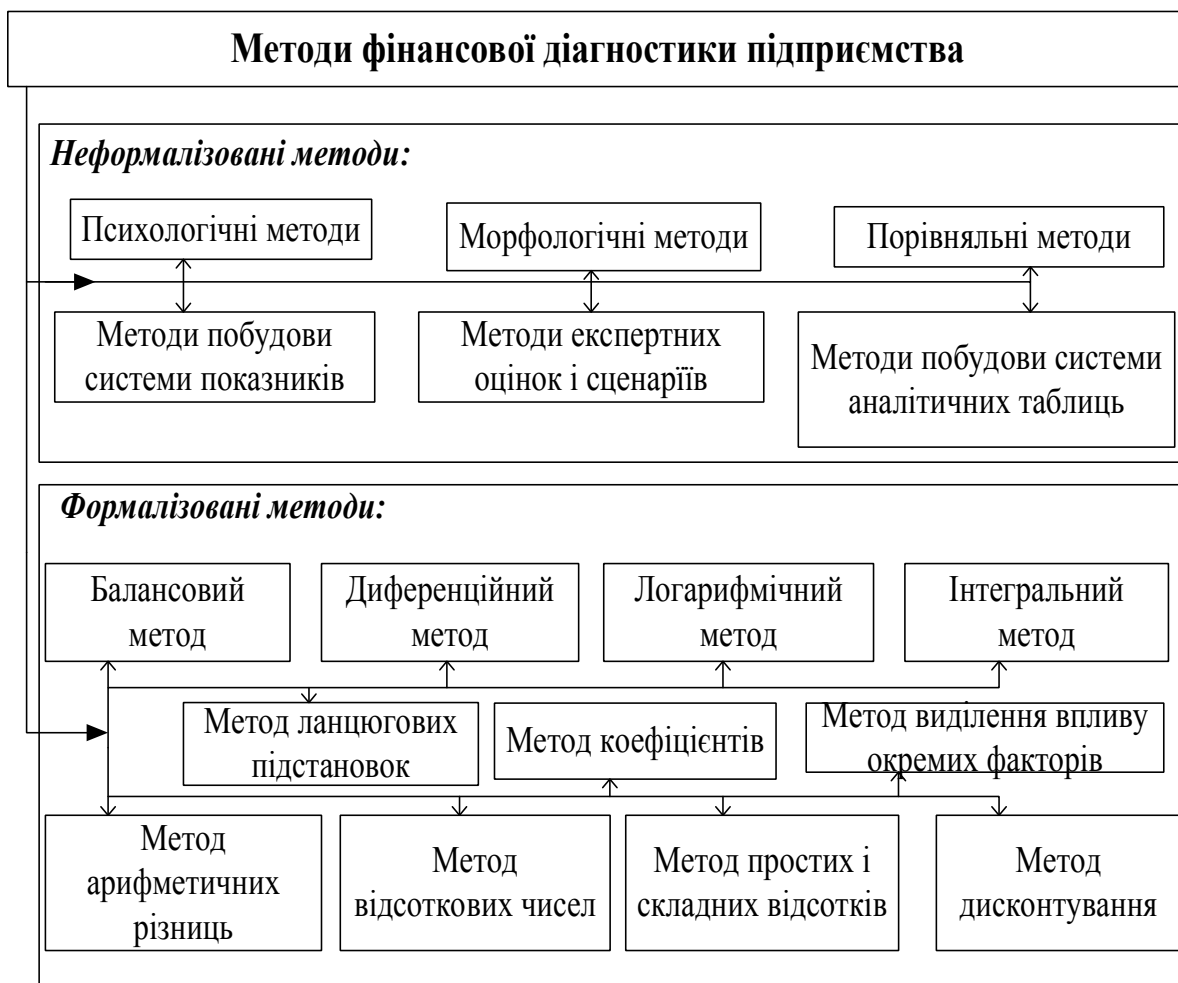 Методи фінансової діагностики підприємства
Неформалізовані методи:
Психологічні методи
Морфологічні методи
Порівняльні методи
Методи побудови
системи показників
Методи експертних
оцінок і сценаріїв
Методи побудови системи
аналітичних таблиць
Формалізовані методи:
Балансовий
метод
Диференційний
метод
Логарифмічний
метод
Інтегральний
метод
Метод ланцюгових
підстановок
Метод коефіцієнтів
Метод виділення впливу
окремих факторів
Метод
арифметичних
різниць
Метод
відсоткових чисел
Метод простих і
складних відсотків
Метод
дисконтування